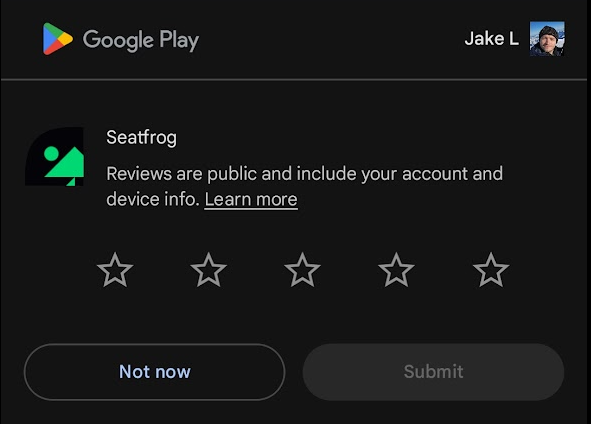 Google Play
Jake L
Seatfrog
Reviews are public and include your account and
device info. Learn more
Not now
Submit